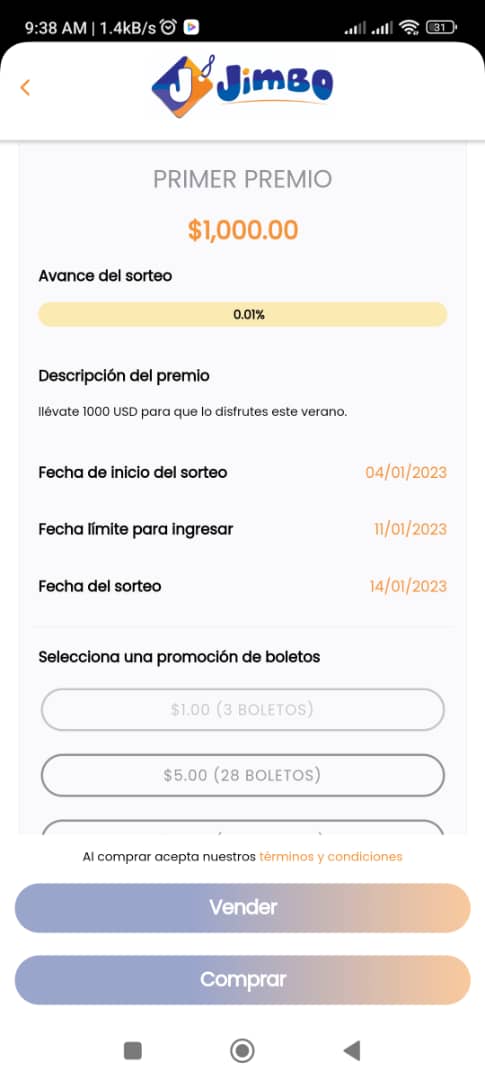 9:38 AM | 1.4kB/s
31
JimBO
PRIMER PREMIO
$1,000.00
Avance del sorteo
0.01%
Descripción del premio
llévate 1000 USD para que lo disfrutes este verano.
Fecha de inicio del sorteo 04/01/2023
Fecha límite para ingresar 11/01/2023
Fecha del sorteo 14/01/2023
Selecciona una promoción de boletos
$1.00 (3 BOLETOS)
$5.00 (28 BOLETOS)
Al comprar acepta nuestros términos y condiciones
Vender
Comprar